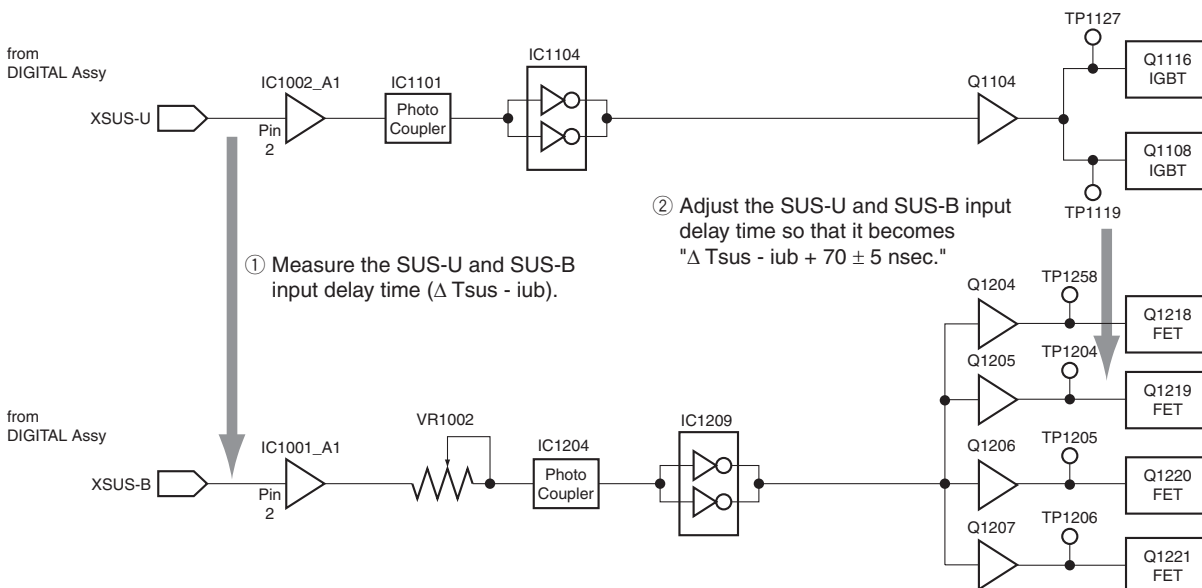 TP1127
from
DIGITAL Assy
IC1002_A1
IC1101
IC1104
Q1104
Q1116
IGBT
XSUS-U
Pin
2
Photo
Coupler
Q1108
IGBT
TP1119
① Measure the SUS-U and SUS-B
input delay time (Δ Tsus - iub).
② Adjust the SUS-U and SUS-B input
delay time so that it becomes
"Δ Tsus - iub + 70 ± 5 nsec."
Q1204
TP1258
Q1218
FET
Q1205
TP1204
Q1219
FET
from
DIGITAL Assy
IC1001_A1
VR1002
IC1204
IC1209
Q1206
TP1205
XSUS-B
Pin
2
Photo
Coupler
Q1220
FET
Q1207
TP1206
Q1221
FET